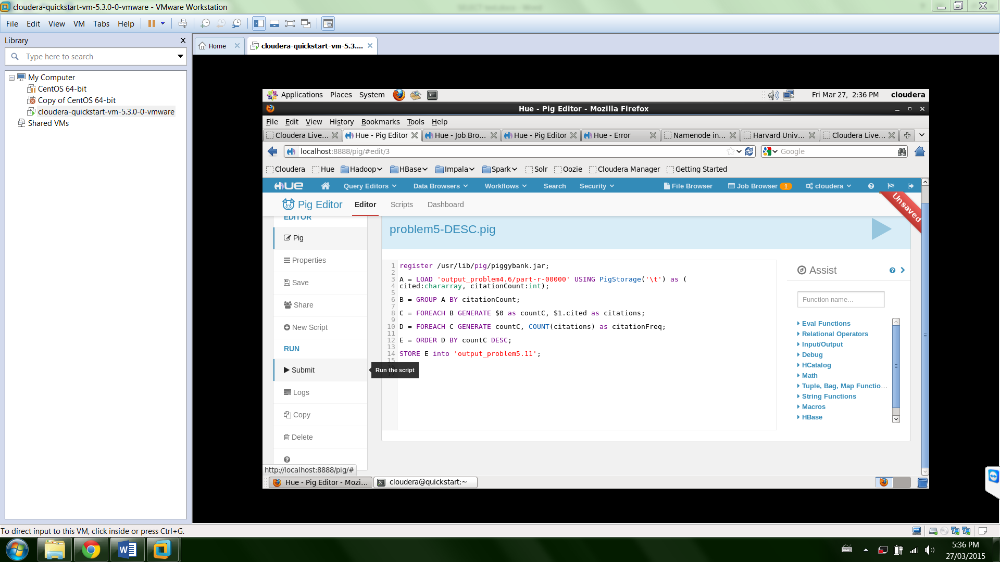 cloudera-quickstart-vm-5.3.0-0-vmware - VMware Workstation
File Edit View VM Tabs Help
Library
Type here to search
My Computer
CentOS 64-bit
Copy of CentOS 64-bit
cloudera-quickstart-vm-5.3.0-0-vmware
Shared VMs
Home
cloudera-quickstart-vm-5.3....
Applications Places System
Fri Mar 27, 2:36 PM cloudera
Hue - Pig Editor - Mozilla Firefox
File Edit View History Bookmarks Tools Help
Cloudera Live... Hue - Pig Editor Hue - Job Bro... Hue - Pig Editor Hue - Error Namenode in... Harvard Univ... Cloudera Live...
localhost:8888/pig/#edit/3
Google
Cloudera Hue Hadoop HBase Impala Spark Solr Oozie Cloudera Manager Getting Started
HUE Query Editors Data Browsers Workflows Search Security File Browser Job Browser 1 cloudera
Pig Editor Editor Scripts Dashboard
Unsaved
EDITOR
Pig
Properties
Save
Share
New Script
RUN
Submit
Logs
Copy
Delete
Run the script
problem5-DESC.pig
1 register /usr/lib/pig/piggybank.jar;
2
3 A = LOAD 'output_problem4.6/part-r-00000' USING PigStorage('\t') as (
4 cited:chararray, citationCount:int);
5
6 B = GROUP A BY citationCount;
7
8 C = FOREACH B GENERATE $0 as countC, $1.cited as citations;
9
10 D = FOREACH C GENERATE countC, COUNT(citations) as citationFreq;
11
12 E = ORDER D BY countC DESC;
13
14 STORE E into 'output_problem5.11';
15
Assist
Function name...
Eval Functions
Relational Operators
Input/Output
Debug
HCatalog
Math
Tuple, Bag, Map Functio...
String Functions
Macros
HBase
http://localhost:8888/pig/#
Hue - Pig Editor - Mozi...
cloudera@quickstart:~
To direct input to this VM, click inside or press Ctrl+G.
5:36 PM
27/03/2015